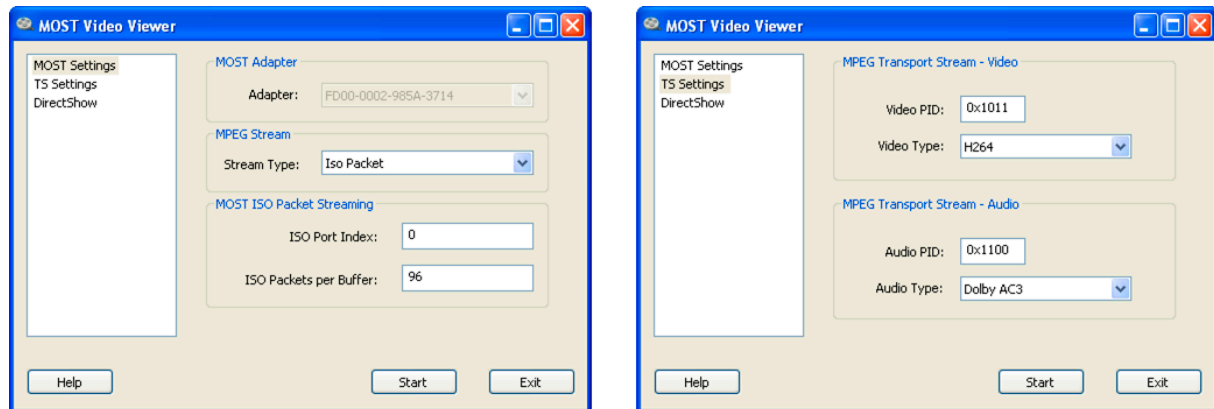 MOST Video Viewer
MOST Settings
TS Settings
DirectShow
MOST Adapter
Adapter: FD00-0002-985A-3714
MPEG Stream
Stream Type: Iso Packet
MOST ISO Packet Streaming
ISO Port Index: 0
ISO Packets per Buffer: 96
Help Start Exit
MOST Video Viewer
MOST Settings
TS Settings
DirectShow
MPEG Transport Stream - Video
Video PID: 0x1011
Video Type: H264
MPEG Transport Stream - Audio
Audio PID: 0x1100
Audio Type: Dolby AC3
Help Start Exit